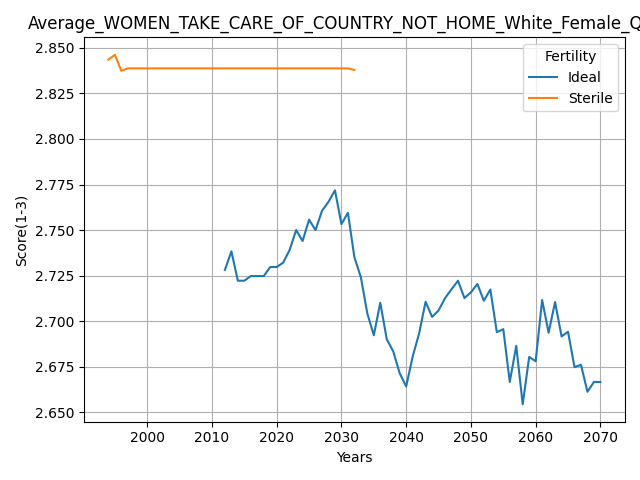 Average_WOMEN_TAKE_CARE_OF_COUNTRY_NOT_HOME_White_Female_Q
Fertility
Ideal
Sterile
2.850
2.825
2.800
2.775
2.750
2.725
2.700
2.675
2.650
Score(1-3)
2000 2010 2020 2030 2040 2050 2060 2070
Years